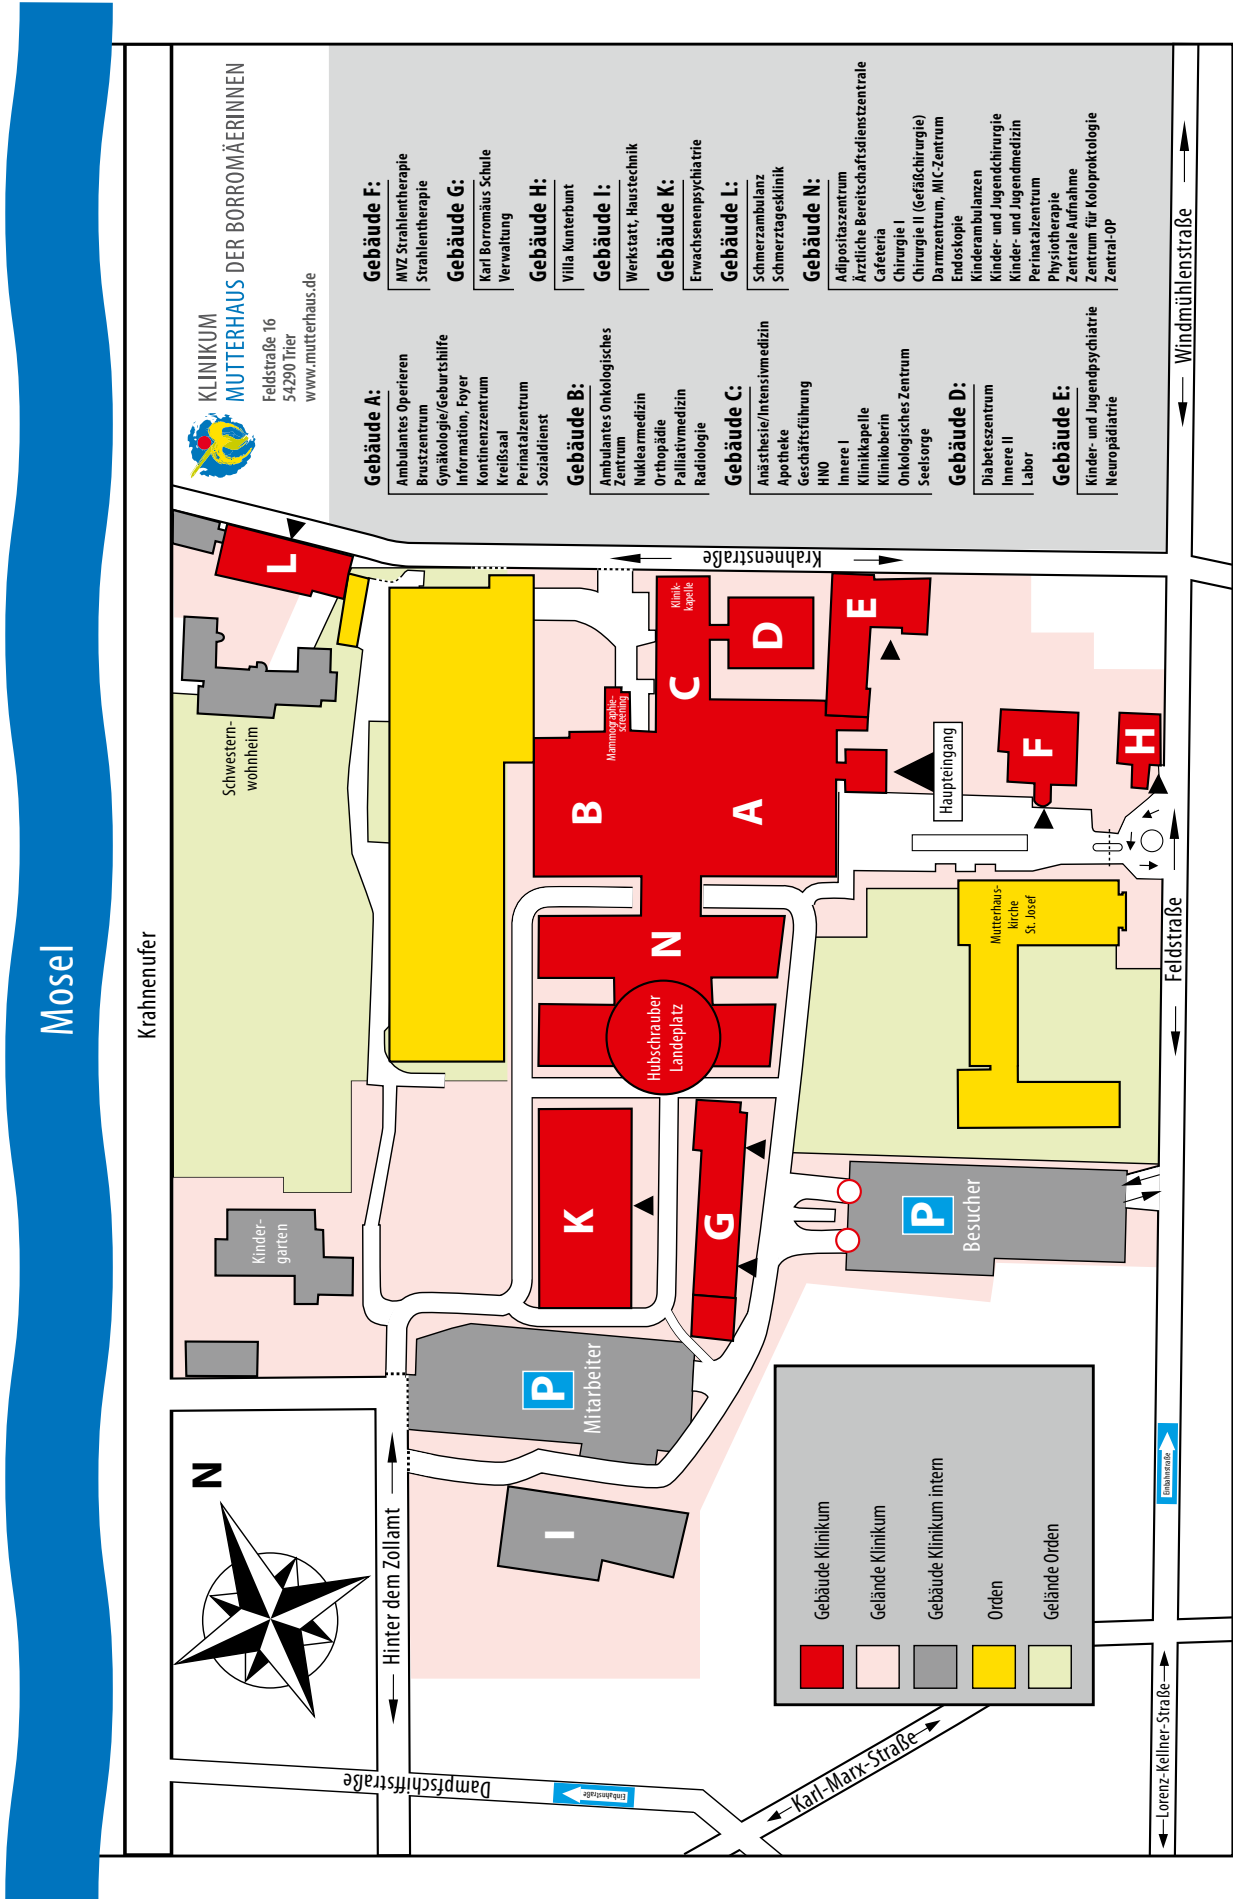 Mosel
Krahnenufer
KLINIKUM
MUTTERHAUS DER BORROMÄERINNEN
Feldstraße 16
54290 Trier
www.mutterhaus.de
Gebäude A:
Ambulantes Operieren
Brustzentrum
Gynäkologie/Geburtshilfe
Information, Foyer
Kontinenzzentrum
Kreißsaal
Perinatalzentrum
Sozialdienst
Gebäude B:
Ambulantes Onkologisches
Zentrum
Nuklearmedizin
Orthopädie
Palliativmedizin
Radiologie
Gebäude C:
Anästhesie/Intensivmedizin
Apotheke
Geschäftsführung
HNO
Innere I
Klinikkapelle
Klinikoberin
Onkologisches Zentrum
Seelsorge
Gebäude D:
Diabeteszentrum
Innere II
Labor
Gebäude E:
Kinder- und Jugendpsychiatrie
Neuropädiatrie
Gebäude F:
MVZ Strahlentherapie
Strahlentherapie
Gebäude G:
Karl Borromäus Schule
Verwaltung
Gebäude H:
Villa Kunterbunt
Gebäude I:
Werkstatt, Haustechnik
Gebäude K:
Erwachsenenpsychiatrie
Gebäude L:
Schmerzambulanz
Schmerztagesklinik
Gebäude N:
Adipositaszentrum
Ärztliche Bereitschaftsdienstzentrale
Cafeteria
Chirurgie I
Chirurgie II (Gefäßchirurgie)
Darmzentrum, MIC-Zentrum
Endoskopie
Kinderambulanzen
Kinder- und Jugendchirurgie
Kinder- und Jugendmedizin
Perinatalzentrum
Physiotherapie
Zentrale Aufnahme
Zentrum für Koloproktologie
Zentral-OP
N
Kinder-
garten
Schwestern-
wohnheim
L
Hinter dem Zollamt
Dampfschiffstraße
Einbahnstraße
I
P
Mitarbeiter
K
G
Hubschrauber
Landeplatz
N
B
A
Mammographie-
screening
C
Klinik-
kapelle
D
E
Krahnenstraße
Haupteingang
F
H
Mutterhaus-
kirche
St. Josef
P
Besucher
Feldstraße
Windmühlenstraße
Karl-Marx-Straße
Lorenz-Kellner-Straße
Einbahnstraße
Gebäude Klinikum
Gelände Klinikum
Gebäude Klinikum intern
Orden
Gelände Orden